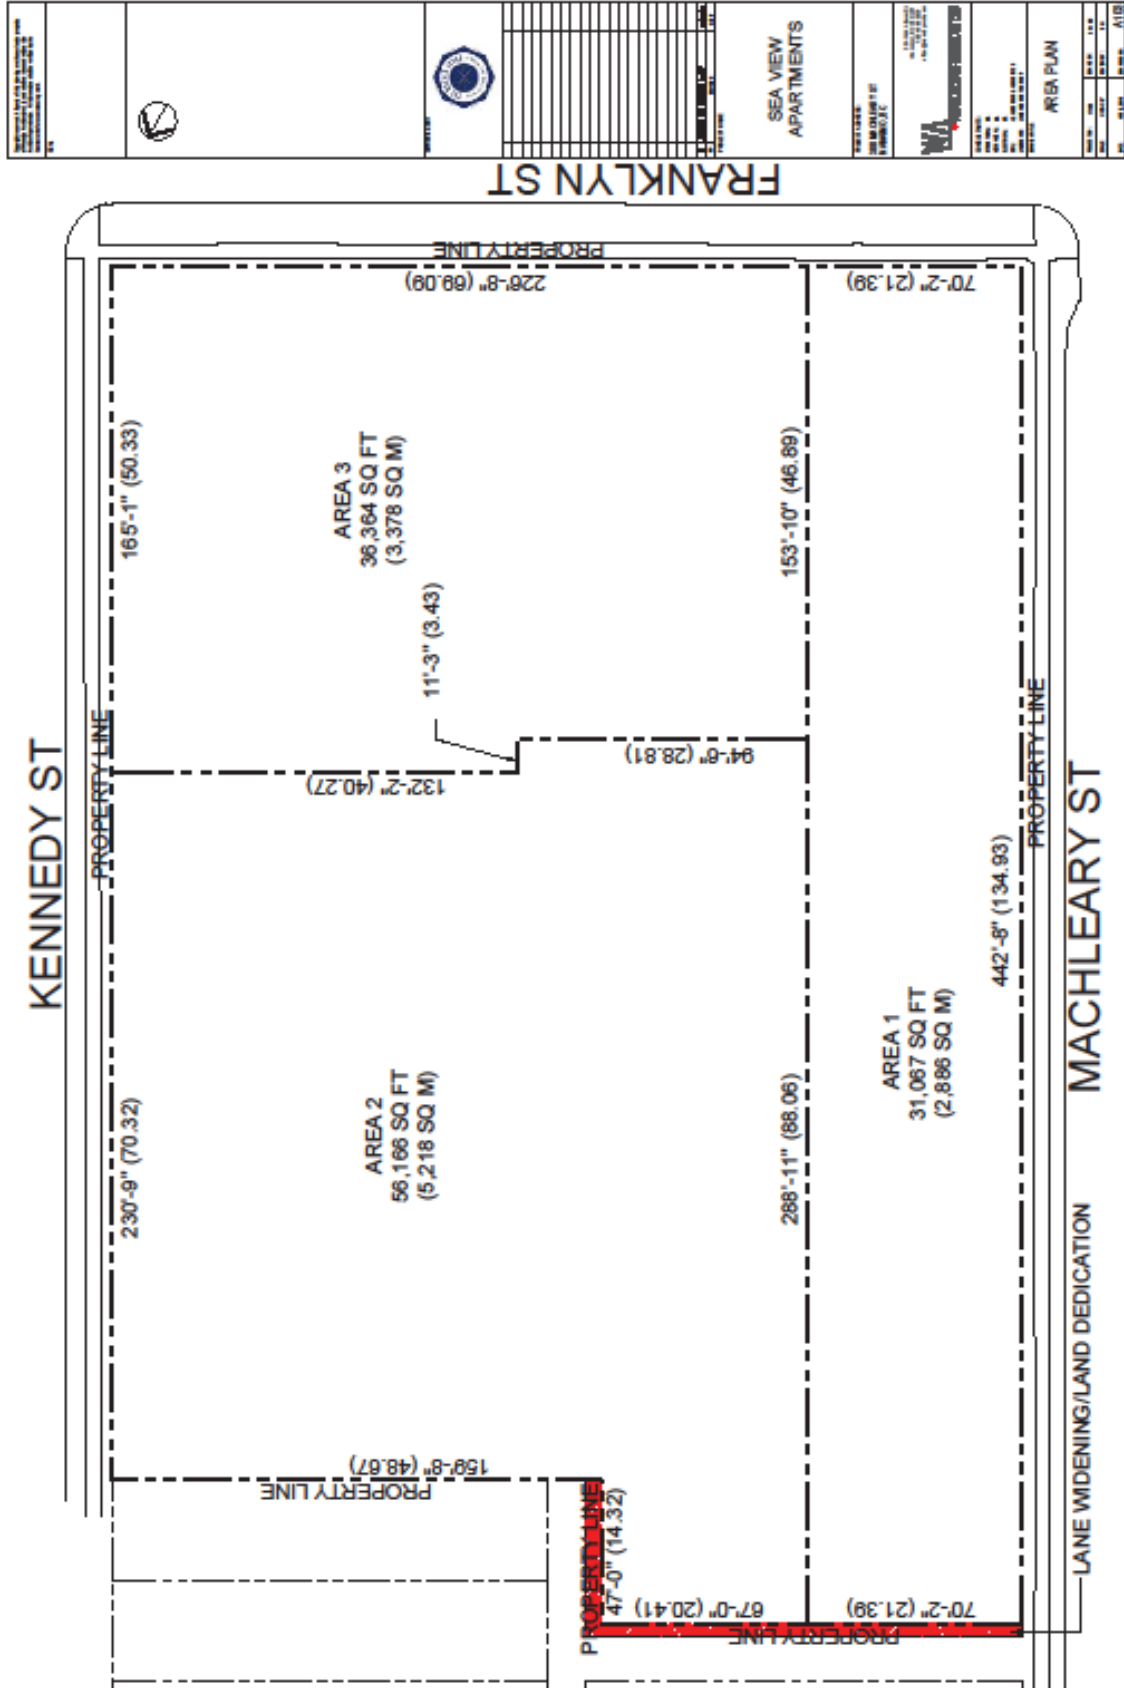 SEA VIEW
APARTMENTS
AREA PLAN
FRANKLYN ST
PROPERTY LINE
226'-8" (69.09)
70'-2" (21.39)
165'-1" (50.33)
AREA 3
36,364 SQ FT
(3,378 SQ M)
153'-10" (46.89)
11'-3" (3.43)
KENNEDY ST
PROPERTY LINE
132'-2" (40.27)
94'-6" (28.81)
PROPERTY LINE
MACHLEARY ST
442'-8" (134.93)
230'-9" (70.32)
AREA 2
56,166 SQ FT
(5,218 SQ M)
288'-11" (88.06)
AREA 1
31,067 SQ FT
(2,886 SQ M)
159'-8" (48.67)
PROPERTY LINE
PROPERTY LINE
47'-0" (14.32)
67'-0" (20.41)
70'-2" (21.39)
PROPERTY LINE
LANE WIDENING/LAND DEDICATION